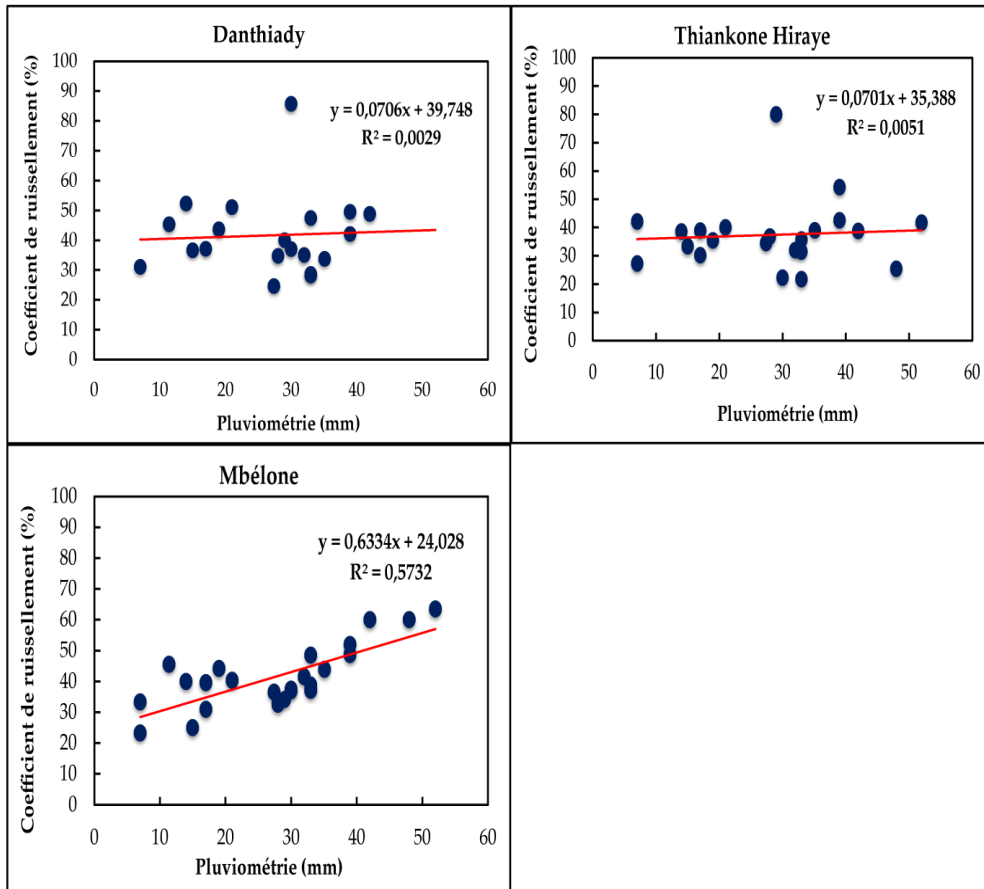 Danthiady
Coefficient de ruissellement (%)
100
90
80
70
60
50
40
30
20
10
0
y = 0,0706x + 39,748
R² = 0,0029
0 10 20 30 40 50 60
Pluviométrie (mm)
Thiankone Hiraye
Coefficient de ruissellement (%)
100
90
80
70
60
50
40
30
20
10
0
y = 0,0701x + 35,388
R² = 0,0051
0 10 20 30 40 50 60
Pluviométrie (mm)
Mbélone
Coefficient de ruissellement (%)
100
90
80
70
60
50
40
30
20
10
0
y = 0,6334x + 24,028
R² = 0,5732
0 10 20 30 40 50 60
Pluviométrie (mm)